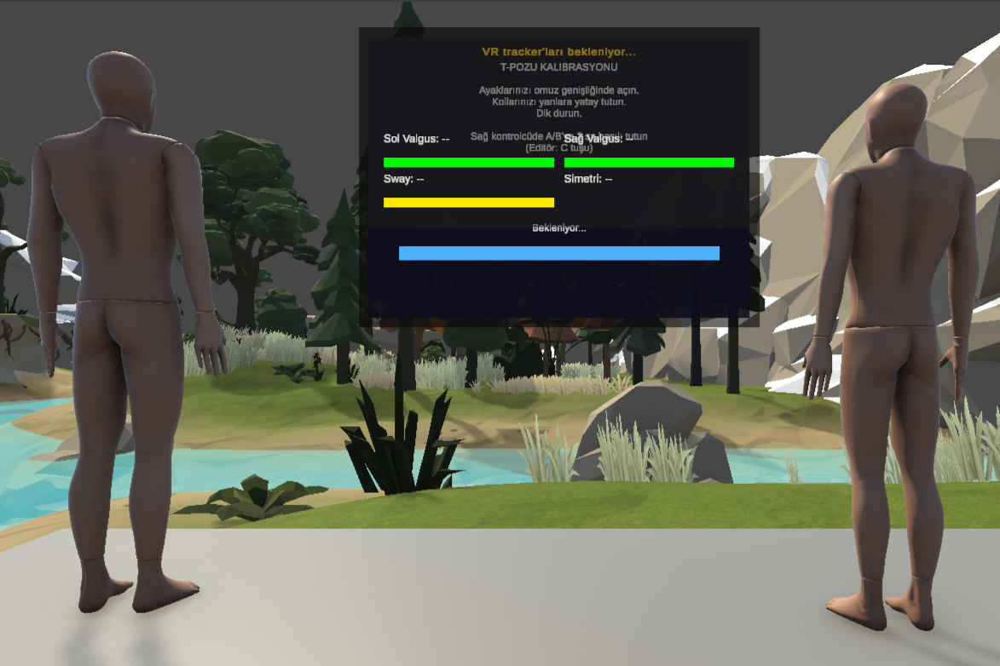 VR tracker'ları bekleniyor...
T-POZU KALIBRASYONU
Ayaklarınızı omuz genişliğinde açın.
Kollarınızı yanlara yatay tutun.
Dik durun.
Sağ kontrolcüde A/B' tutun
(Editör: C tuşu)
Sol Valgus: --
Sağ Valgus: --
Sway: --
Simetri: --
Bekleniyor...